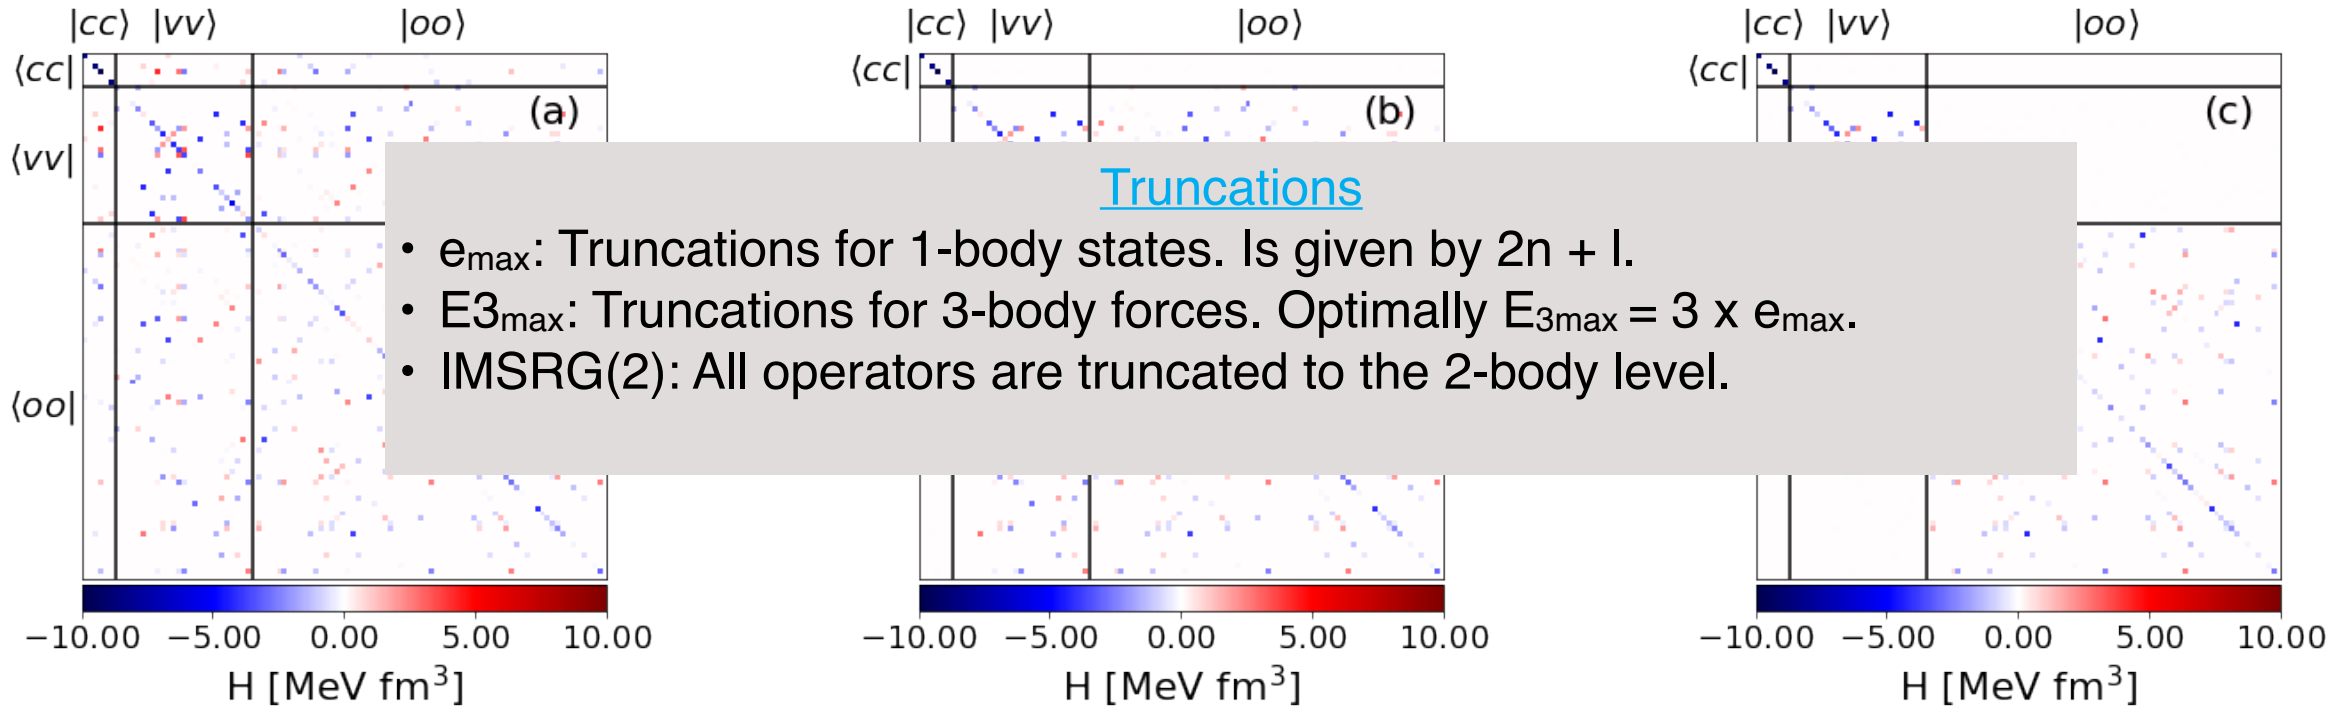 |cc⟩ |vv⟩ |oo⟩ |cc⟩ |vv⟩ |oo⟩ |cc⟩ |vv⟩ |oo⟩
⟨cc| ⟨cc| ⟨cc|
(a) (b) (c)
⟨vv|
Truncations
• e_max: Truncations for 1-body states. Is given by 2n + l.
• E3_max: Truncations for 3-body forces. Optimally E_3max = 3 x e_max.
• IMSRG(2): All operators are truncated to the 2-body level.
⟨oo|
−10.00 −5.00 0.00 5.00 10.00 −10.00 −5.00 0.00 5.00 10.00 −10.00 −5.00 0.00 5.00 10.00
H [MeV fm³] H [MeV fm³] H [MeV fm³]